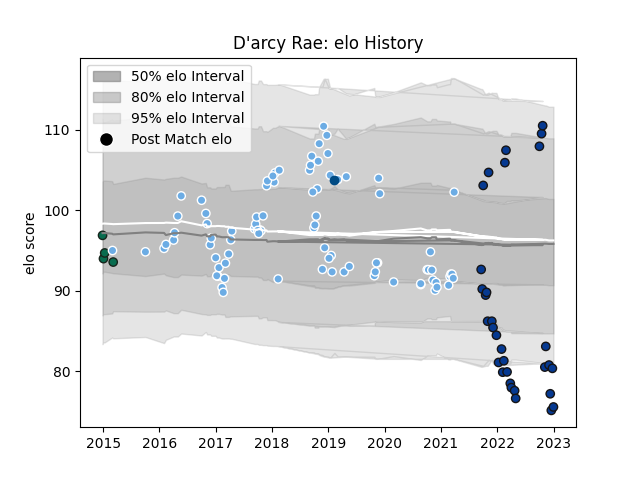 D'arcy Rae: elo History
50% elo Interval
80% elo Interval
95% elo Interval
Post Match elo
elo score
110
100
90
80
2015 2016 2017 2018 2019 2020 2021 2022 2023